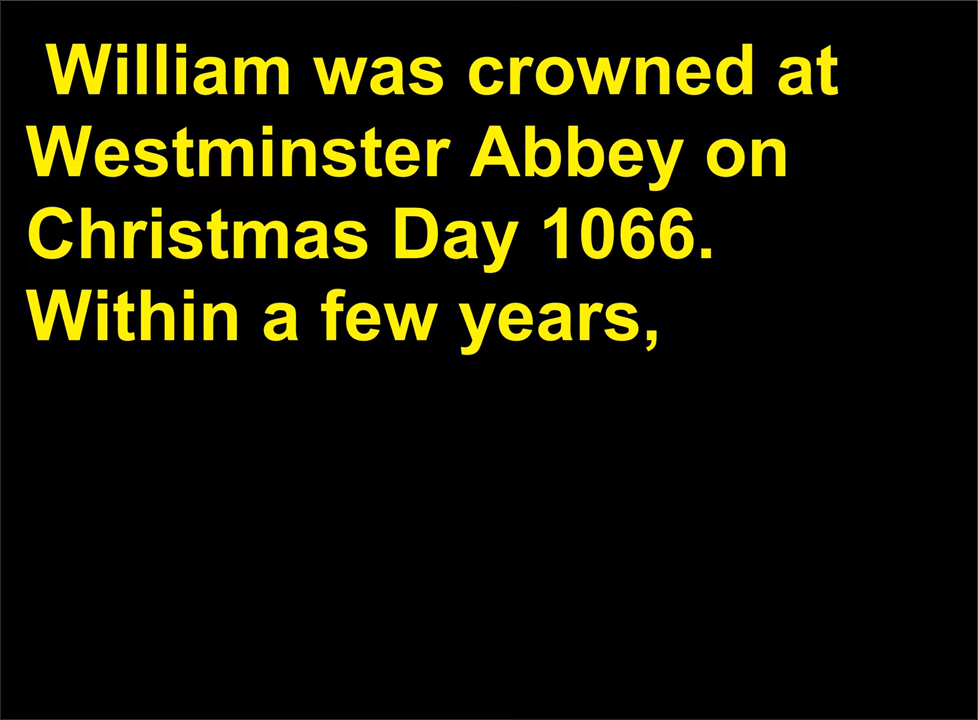 William was crowned at
Westminster Abbey on
Christmas Day 1066.
Within a few years,